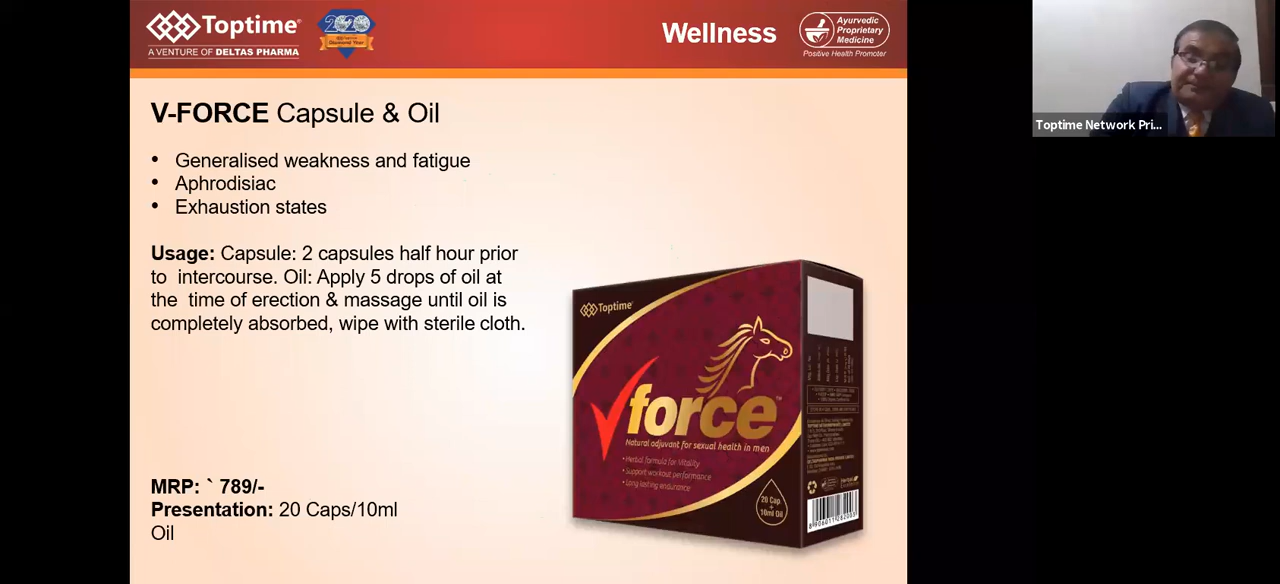 Toptime®
A VENTURE OF DELTAS PHARMA
2020
Diamond Year
Wellness
Ayurvedic
Proprietary
Medicine
Positive Health Promoter
Toptime Network Pri...
V-FORCE Capsule & Oil
• Generalised weakness and fatigue
• Aphrodisiac
• Exhaustion states
Usage: Capsule: 2 capsules half hour prior
to intercourse. Oil: Apply 5 drops of oil at
the time of erection & massage until oil is
completely absorbed, wipe with sterile cloth.
MRP: ` 789/-
Presentation: 20 Caps/10ml
Oil
Toptime®
Vforce™
Natural adjuvant for sexual health in men
• Herbal formula for Vitality
• Support workout performance
• Long lasting endurance
20 Cap
+
10ml Oil